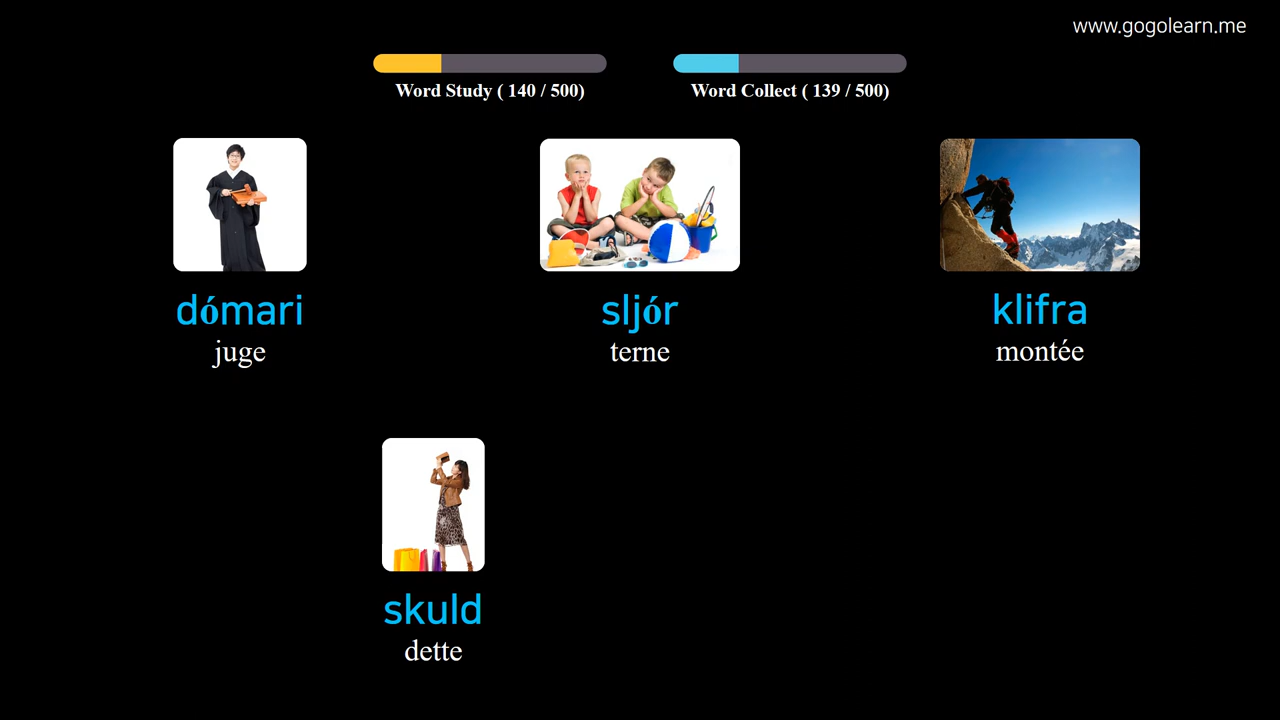 www.gogolearn.me
Word Study ( 140 / 500)
Word Collect ( 139 / 500)
dómari
juge
sljór
terne
klifra
montée
skuld
dette